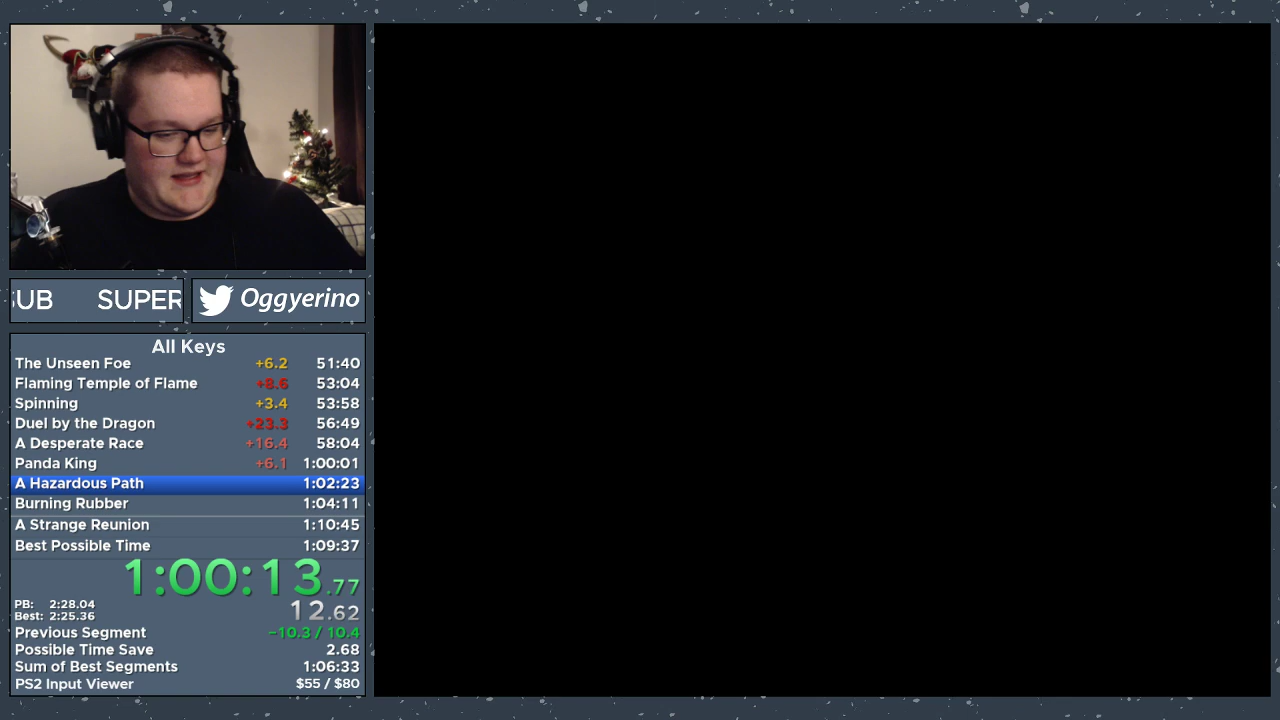 UB SUPER
Oggyerino
All Keys
The Unseen Foe +6.2 51:40
Flaming Temple of Flame +8.6 53:04
Spinning +3.4 53:58
Duel by the Dragon +23.3 56:49
A Desperate Race +16.4 58:04
Panda King +6.1 1:00:01
A Hazardous Path 1:02:23
Burning Rubber 1:04:11
A Strange Reunion 1:10:45
Best Possible Time 1:09:37
1:00:13.77
PB: 2:28.04
Best: 2:25.36
12.62
Previous Segment -10.3 / 10.4
Possible Time Save 2.68
Sum of Best Segments 1:06:33
PS2 Input Viewer $55 / $80